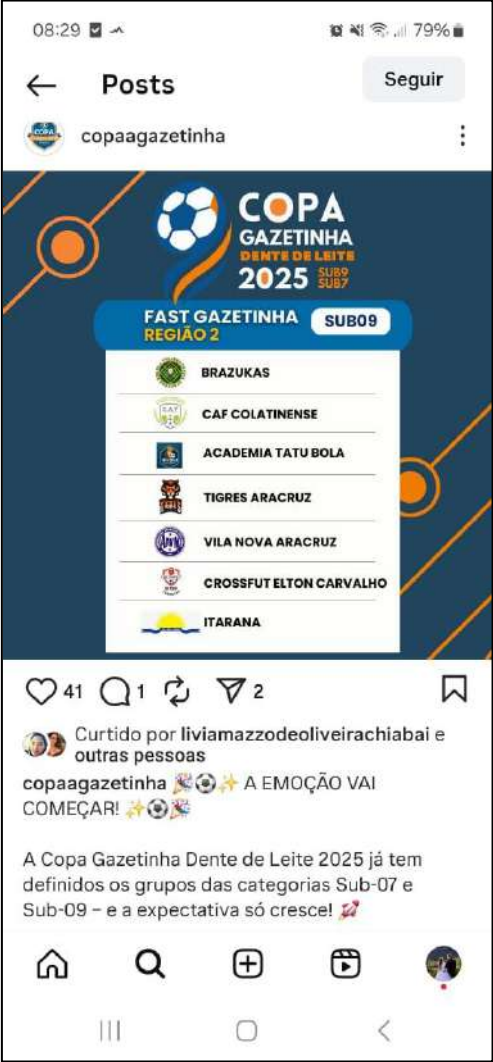 08:29
79%
Posts
Seguir
copaagazetinha
COPA
GAZETINHA
DENTE DE LEITE
2025 SUB9
SUB7
FAST GAZETINHA
REGIÃO 2
SUB09
BRAZUKAS
CAF COLATINENSE
ACADEMIA TATU BOLA
TIGRES ARACRUZ
VILA NOVA ARACRUZ
CROSSFUT ELTON CARVALHO
ITARANA
41 1 2
Curtido por liviamazzodeoliveirachiabai e
outras pessoas
copaagazetinha 🎉⚽✨ A EMOÇÃO VAI
COMEÇAR! ✨⚽🎉
A Copa Gazetinha Dente de Leite 2025 já tem
definidos os grupos das categorias Sub-07 e
Sub-09 – e a expectativa só cresce! 🚀